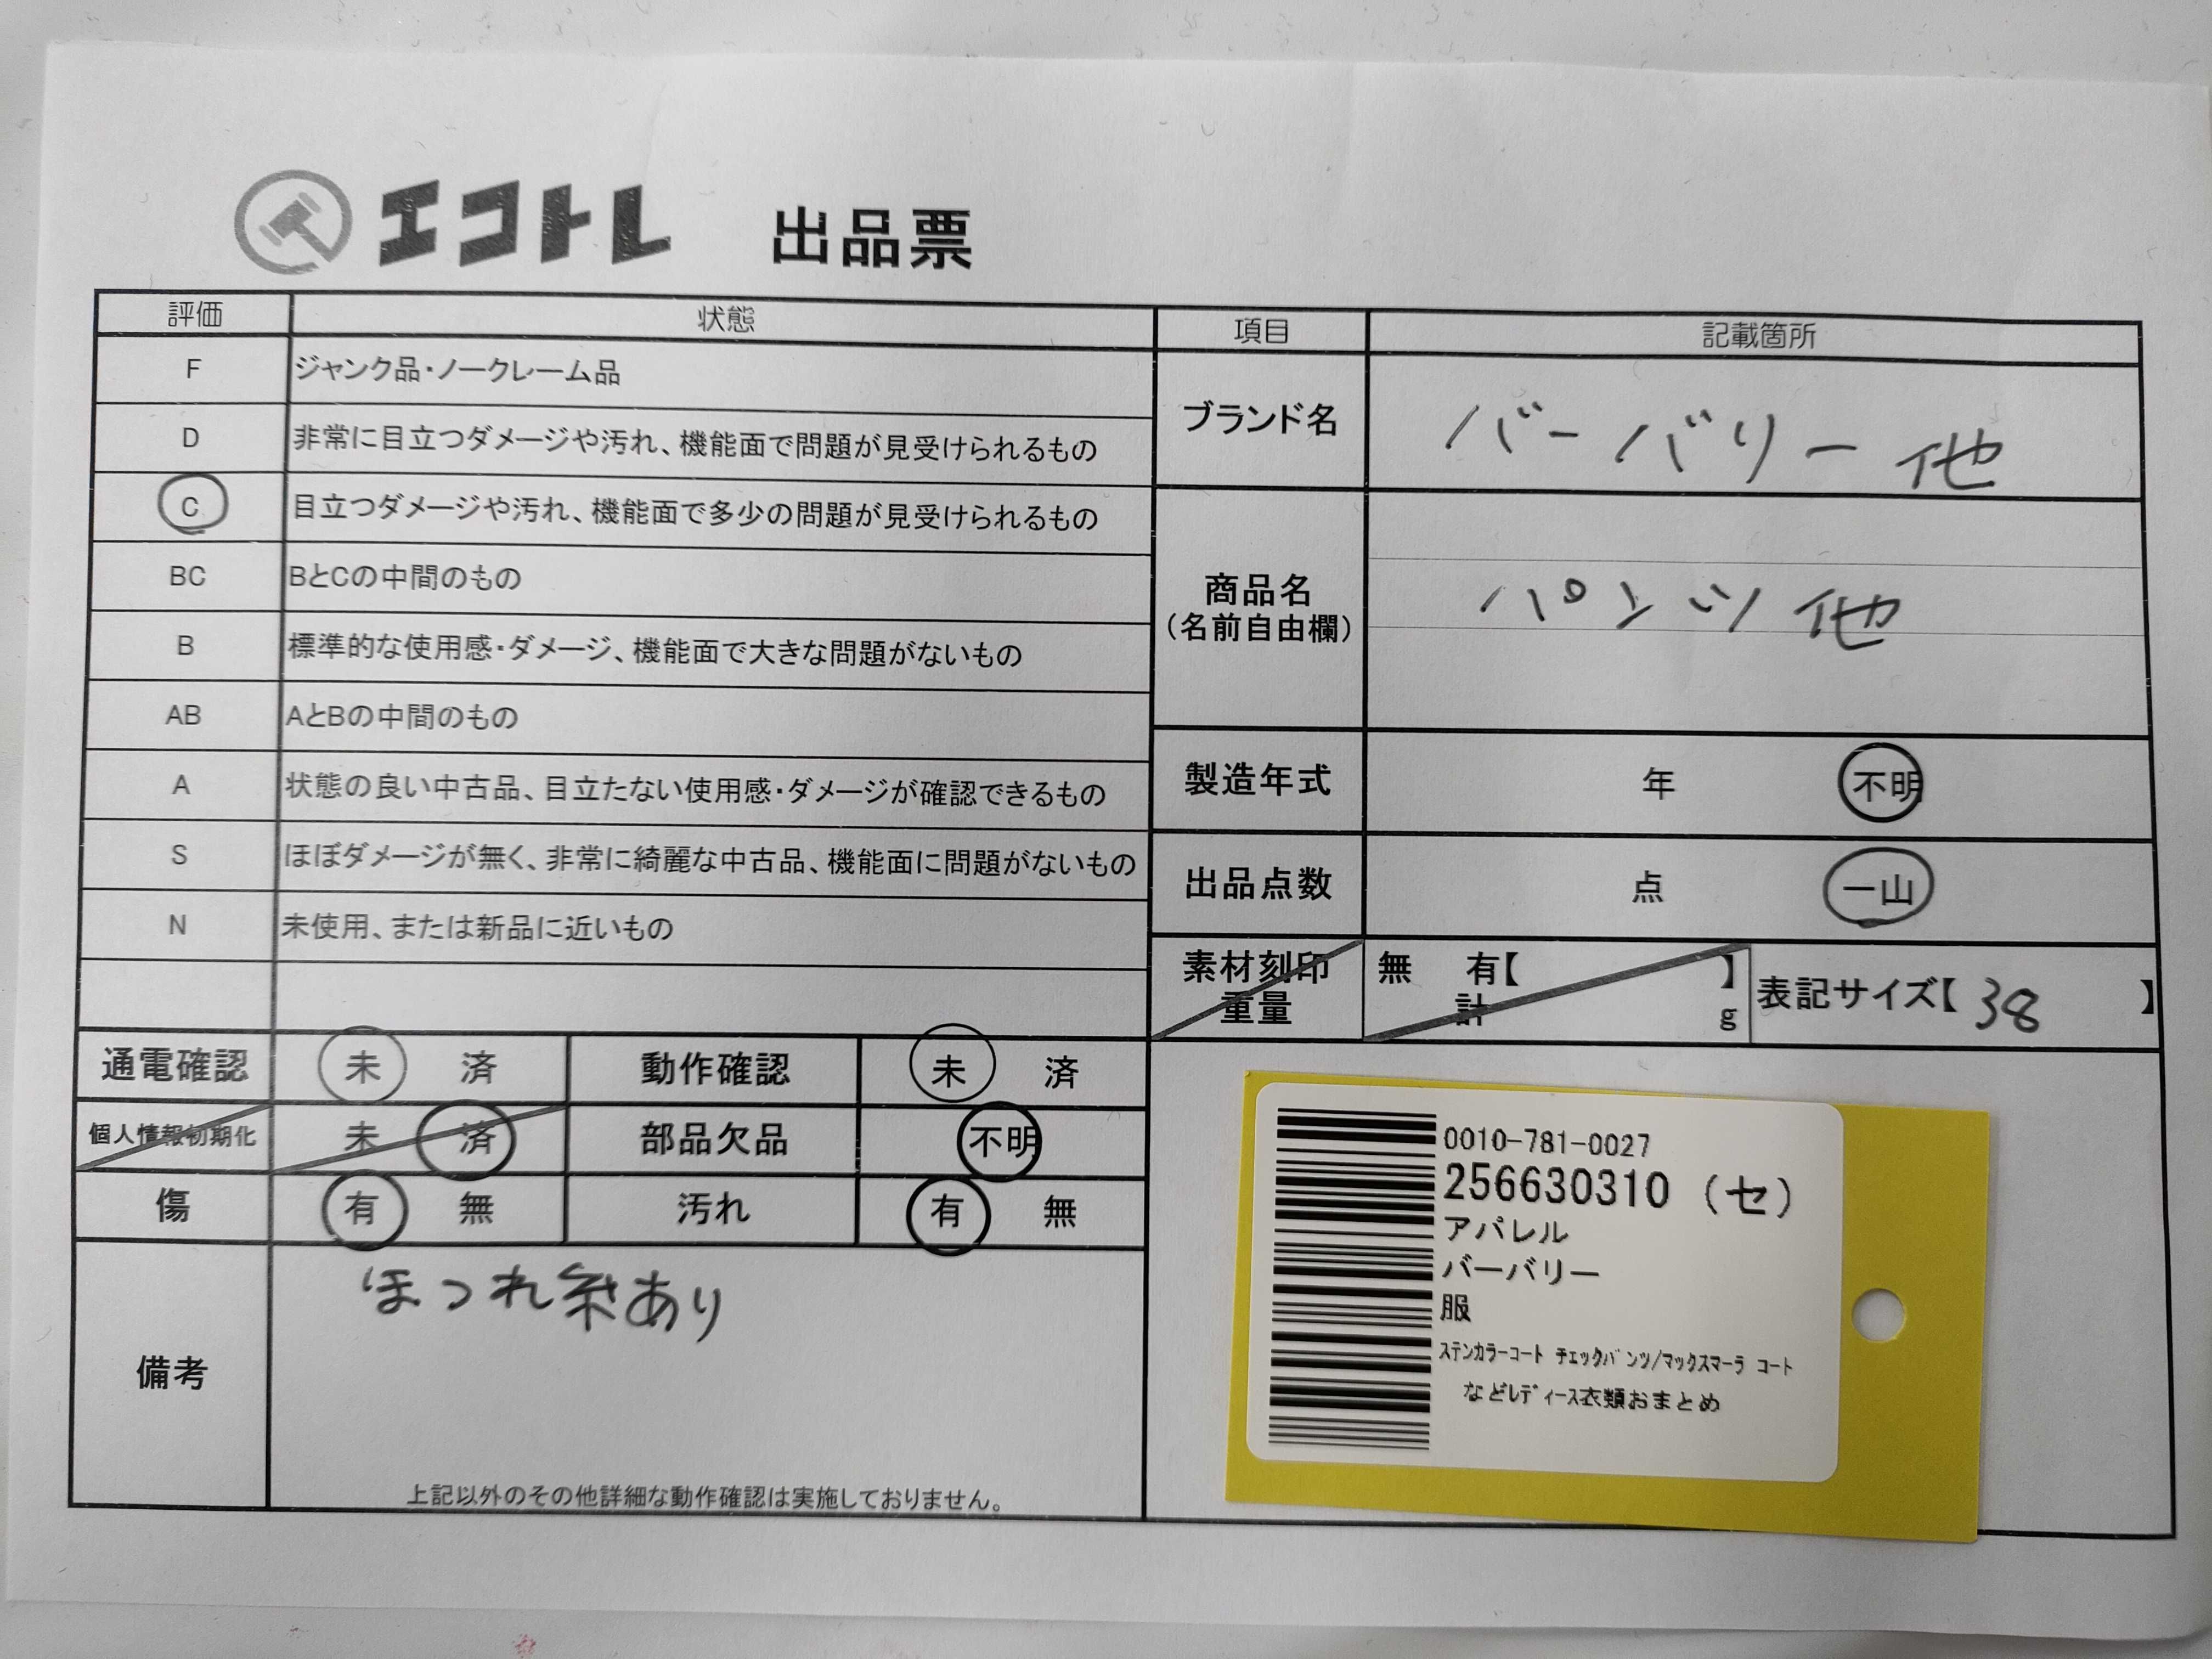 エコトレ 出品票
評価 状態
F ジャンク品・ノークレーム品
D 非常に目立つダメージや汚れ、機能面で問題が見受けられるもの
C 目立つダメージや汚れ、機能面で多少の問題が見受けられるもの
BC BとCの中間のもの
B 標準的な使用感・ダメージ、機能面で大きな問題がないもの
AB AとBの中間のもの
A 状態の良い中古品、目立たない使用感・ダメージが確認できるもの
S ほぼダメージが無く、非常に綺麗な中古品、機能面に問題がないもの
N 未使用、または新品に近いもの
通電確認 未 済 動作確認 未 済
個人情報初期化 未 済 部品欠品 不明
傷 有 無 汚れ 有 無
備考
ほつれ糸あり
上記以外のその他詳細な動作確認は実施しておりません。
項目 記載箇所
ブランド名 バーバリー他
商品名
(名前自由欄)
パンツ他
製造年式 年 不明
出品点数 点 一山
素材刻印 無 有【 】
重量 計 g
表記サイズ【 38 】
0010-781-0027
256630310 (セ)
アパレル
バーバリー
服
ステンカラーコート チェックパンツ/マックスマーラ コート
などレディース衣類おまとめ